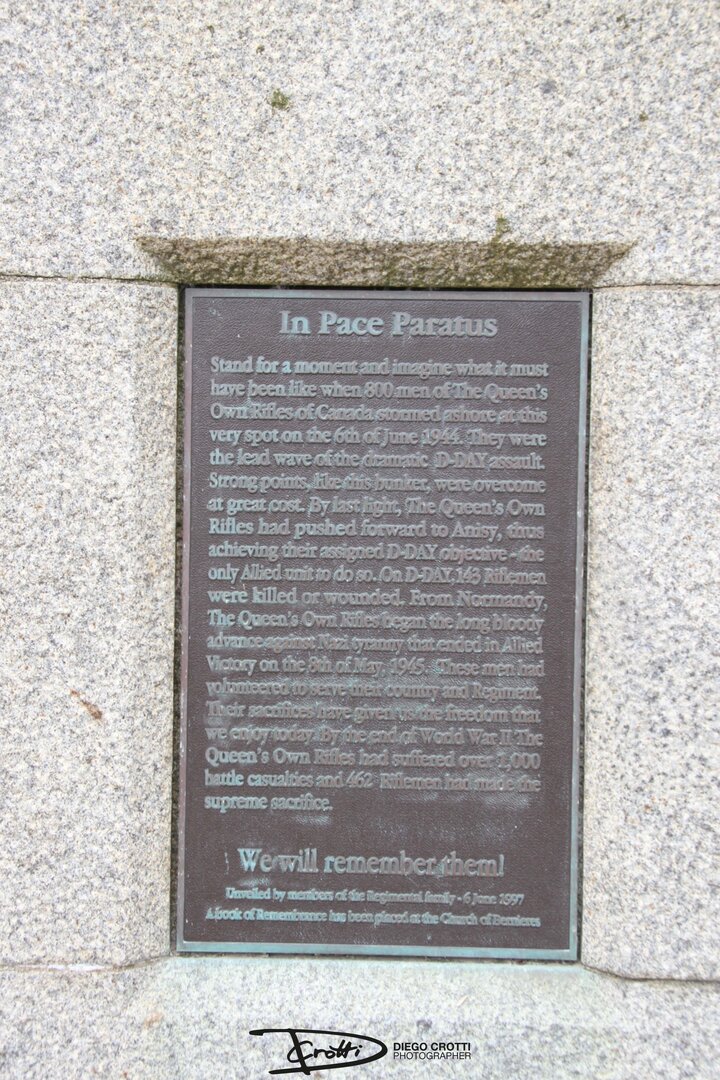 In Pace Paratus
Stand for a moment and imagine what it must
have been like when 800 men of The Queen's
Own Rifles of Canada stormed ashore at this
very spot on the 6th of June 1944. They were
the lead wave of the dramatic D-DAY assault.
Strong points, like this bunker, were overcome
at great cost. By last light, The Queen's Own
Rifles had pushed forward to Anisy, thus
achieving their assigned D-DAY objective - the
only Allied unit to do so. On D-DAY, 143 Riflemen
were killed or wounded. From Normandy,
The Queen's Own Rifles began the long bloody
advance against Nazi tyranny that ended in Allied
Victory on the 8th of May, 1945. These men had
volunteered to serve their country and Regiment.
Their sacrifices have given us the freedom that
we enjoy today. By the end of World War II The
Queen's Own Rifles had suffered over 2,000
battle casualties and 462 Riflemen had made the
supreme sacrifice.
We will remember them!
Unveiled by members of the Regimental family - 6 June 1997
A book of Remembrance has been placed at the Church of Bernieres
Crotti
DIEGO CROTTI
PHOTOGRAPHER